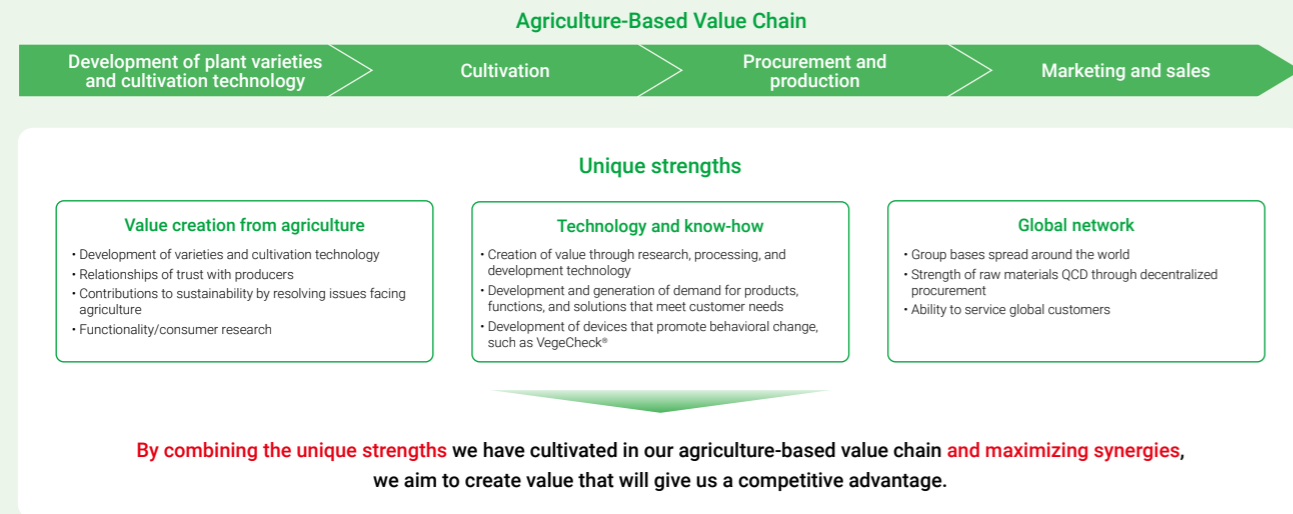 Agriculture-Based Value Chain
Development of plant varieties
and cultivation technology
Cultivation
Procurement and
production
Marketing and sales
Unique strengths
Value creation from agriculture
• Development of varieties and cultivation technology
• Relationships of trust with producers
• Contributions to sustainability by resolving issues facing
agriculture
• Functionality/consumer research
Technology and know-how
• Creation of value through research, processing, and
development technology
• Development and generation of demand for products,
functions, and solutions that meet customer needs
• Development of devices that promote behavioral change,
such as VegeCheck®
Global network
• Group bases spread around the world
• Strength of raw materials QCD through decentralized
procurement
• Ability to service global customers
By combining the unique strengths we have cultivated in our agriculture-based value chain and maximizing synergies,
we aim to create value that will give us a competitive advantage.